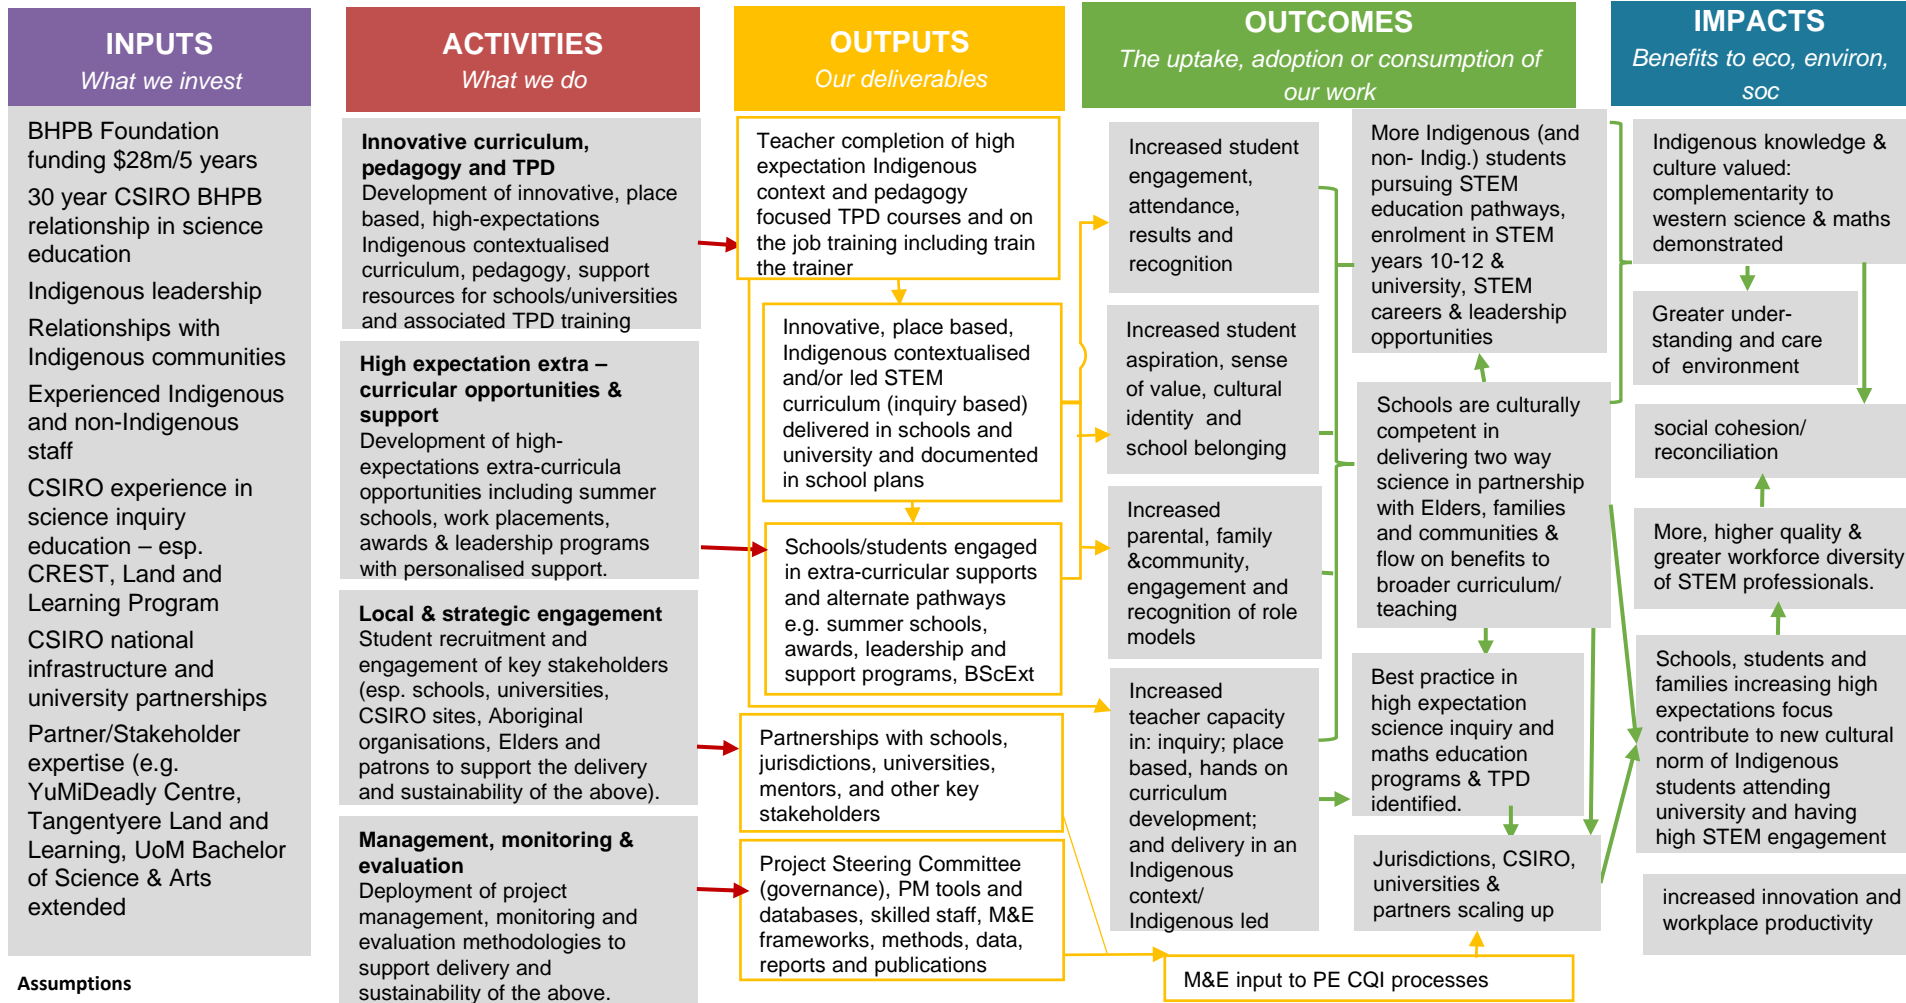 INPUTS
What we invest
BHPB Foundation
funding $28m/5 years
30 year CSIRO BHPB
relationship in science
education
Indigenous leadership
Relationships with
Indigenous communities
Experienced Indigenous
and non-Indigenous
staff
CSIRO experience in
science inquiry
education – esp.
CREST, Land and
Learning Program
CSIRO national
infrastructure and
university partnerships
Partner/Stakeholder
expertise (e.g.
YuMiDeadly Centre,
Tangentyere Land and
Learning, UoM Bachelor
of Science & Arts
extended
Assumptions
ACTIVITIES
What we do
Innovative curriculum,
pedagogy and TPD
Development of innovative, place
based, high-expectations
Indigenous contextualised
curriculum, pedagogy, support
resources for schools/universities
and associated TPD training
High expectation extra –
curricular opportunities &
support
Development of high-
expectations extra-curricula
opportunities including summer
schools, work placements,
awards & leadership programs
with personalised support.
Local & strategic engagement
Student recruitment and
engagement of key stakeholders
(esp. schools, universities,
CSIRO sites, Aboriginal
organisations, Elders and
patrons to support the delivery
and sustainability of the above).
Management, monitoring &
evaluation
Deployment of project
management, monitoring and
evaluation methodologies to
support delivery and
sustainability of the above.
OUTPUTS
Our deliverables
Teacher completion of high
expectation Indigenous
context and pedagogy
focused TPD courses and on
the job training including train
the trainer
Innovative, place based,
Indigenous contextualised
and/or led STEM
curriculum (inquiry based)
delivered in schools and
university and documented
in school plans
Schools/students engaged
in extra-curricular supports
and alternate pathways
e.g. summer schools,
awards, leadership and
support programs, BScExt
Partnerships with schools,
jurisdictions, universities,
mentors, and other key
stakeholders
Project Steering Committee
(governance), PM tools and
databases, skilled staff, M&E
frameworks, methods, data,
reports and publications
OUTCOMES
The uptake, adoption or consumption of
our work
Increased student
engagement,
attendance,
results and
recognition
Increased student
aspiration, sense
of value, cultural
identity and
school belonging
Increased
parental, family
&community,
engagement and
recognition of role
models
Increased
teacher capacity
in: inquiry; place
based, hands on
curriculum
development;
and delivery in an
Indigenous
context/
Indigenous led
More Indigenous (and
non- Indig.) students
pursuing STEM
education pathways,
enrolment in STEM
years 10-12 &
university, STEM
careers & leadership
opportunities
Schools are culturally
competent in
delivering two way
science in partnership
with Elders, families
and communities &
flow on benefits to
broader curriculum/
teaching
Best practice in
high expectation
science inquiry and
maths education
programs & TPD
identified.
Jurisdictions, CSIRO,
universities &
partners scaling up
M&E input to PE CQI processes
IMPACTS
Benefits to eco, environ,
soc
Indigenous knowledge &
culture valued:
complementarity to
western science & maths
demonstrated
Greater under-
standing and care
of environment
social cohesion/
reconciliation
More, higher quality &
greater workforce diversity
of STEM professionals.
Schools, students and
families increasing high
expectations focus
contribute to new cultural
norm of Indigenous
students attending
university and having
high STEM engagement
increased innovation and
workplace productivity